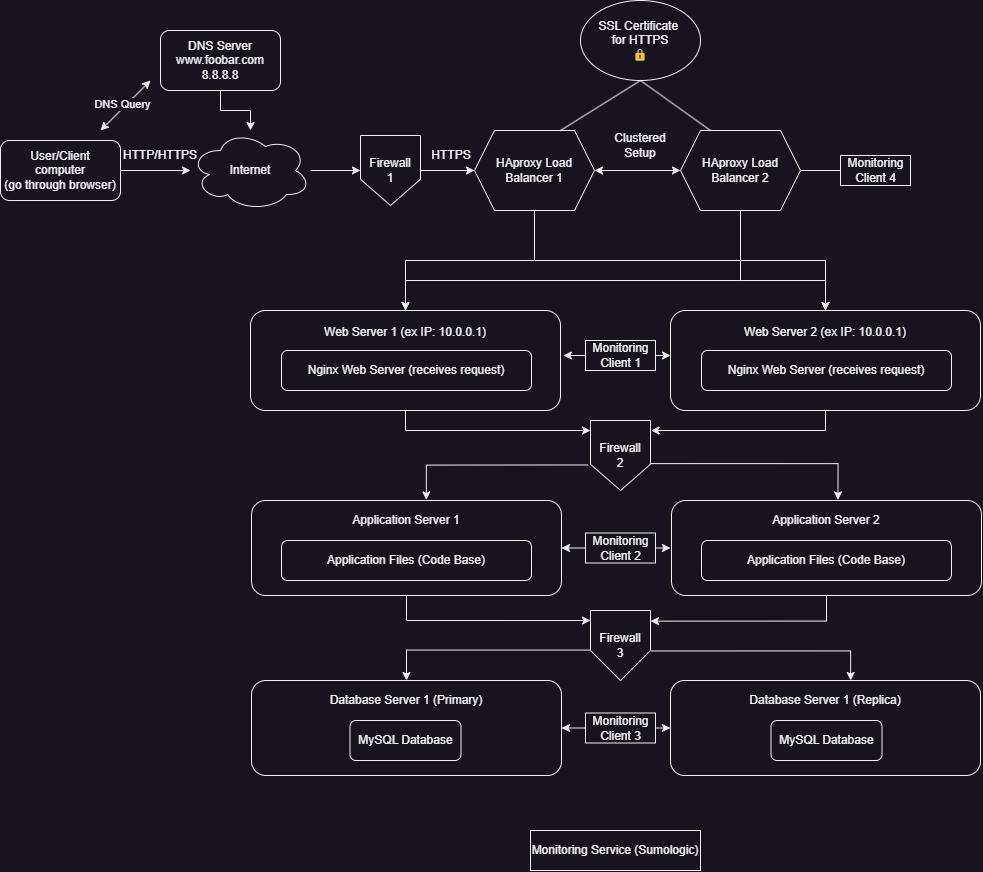 SSL Certificate
for HTTPS
DNS Server
www.foobar.com
8.8.8.8
DNS Query
User/Client
computer
(go through browser)
HTTP/HTTPS
Internet
Firewall
1
HTTPS
HAproxy Load
Balancer 1
Clustered
Setup
HAproxy Load
Balancer 2
Monitoring
Client 4
Web Server 1 (ex IP: 10.0.0.1)
Nginx Web Server (receives request)
Monitoring
Client 1
Web Server 2 (ex IP: 10.0.0.1)
Nginx Web Server (receives request)
Firewall
2
Application Server 1
Application Files (Code Base)
Monitoring
Client 2
Application Server 2
Application Files (Code Base)
Firewall
3
Database Server 1 (Primary)
MySQL Database
Monitoring
Client 3
Database Server 1 (Replica)
MySQL Database
Monitoring Service (Sumologic)